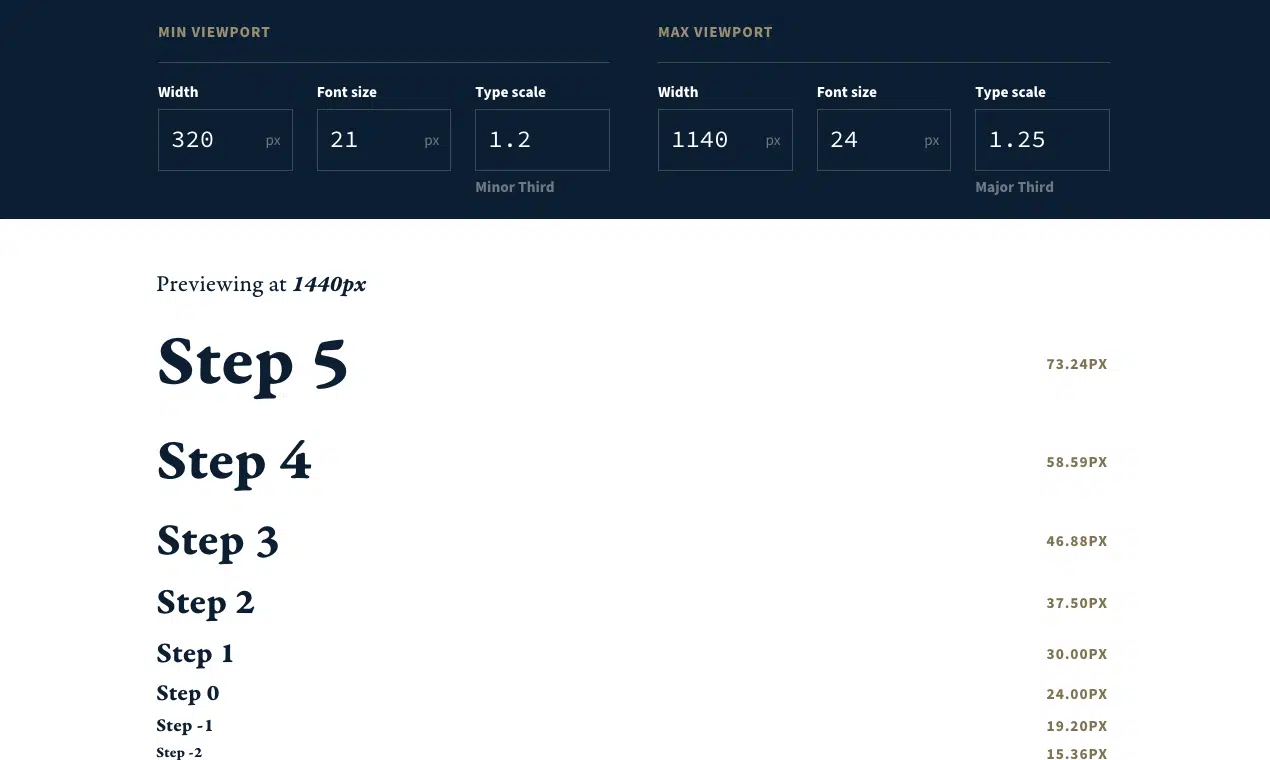 MIN VIEWPORT
MAX VIEWPORT
Width Font size Type scale Width Font size Type scale
320 px 21 px 1.2 1140 px 24 px 1.25
Minor Third Major Third
Previewing at 1440px
Step 5 73.24PX
Step 4 58.59PX
Step 3 46.88PX
Step 2 37.50PX
Step 1 30.00PX
Step 0 24.00PX
Step -1 19.20PX
Step -2 15.36PX